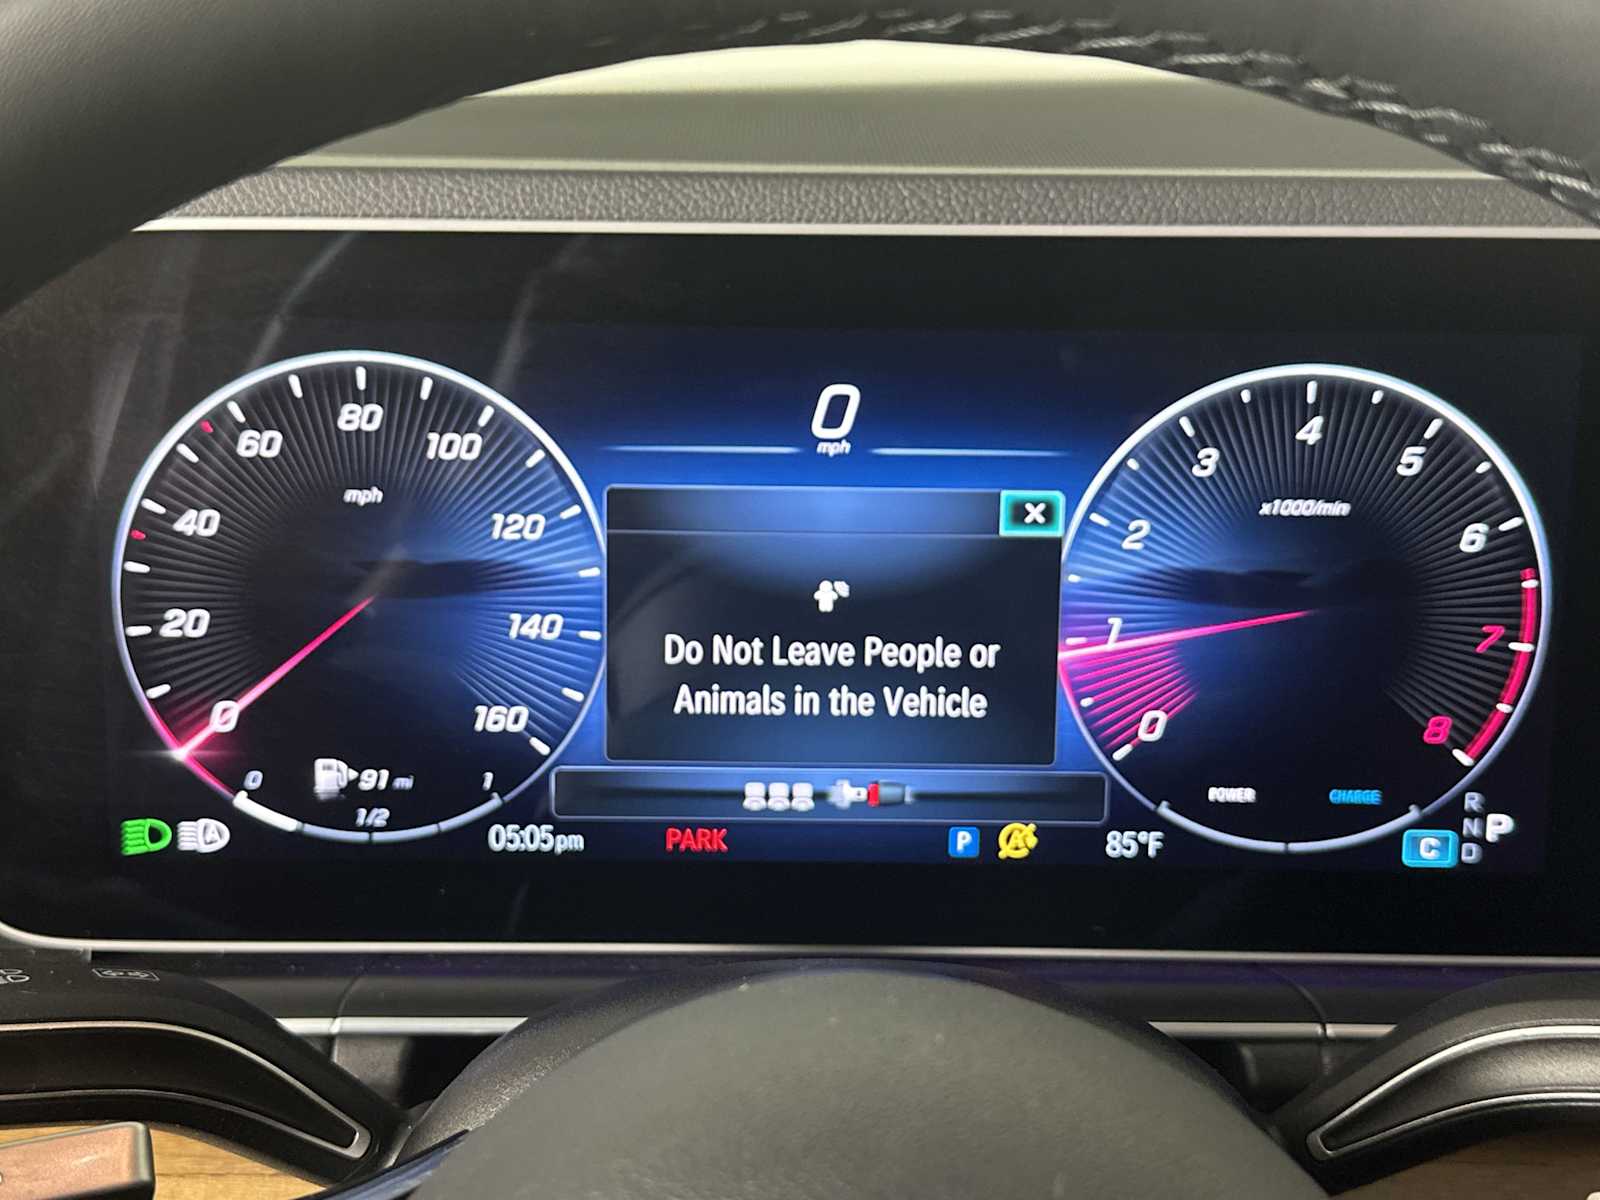 0
mph
80
60
100
mph
40
120
20
140
0
160
0
91 mi
1
1/2
Do Not Leave People or
Animals in the Vehicle
4
3
5
x1000/min
2
6
1
7
0
8
POWER
CHARGE
A
05:05pm
PARK
P
A
85°F
R
N
D
P
C